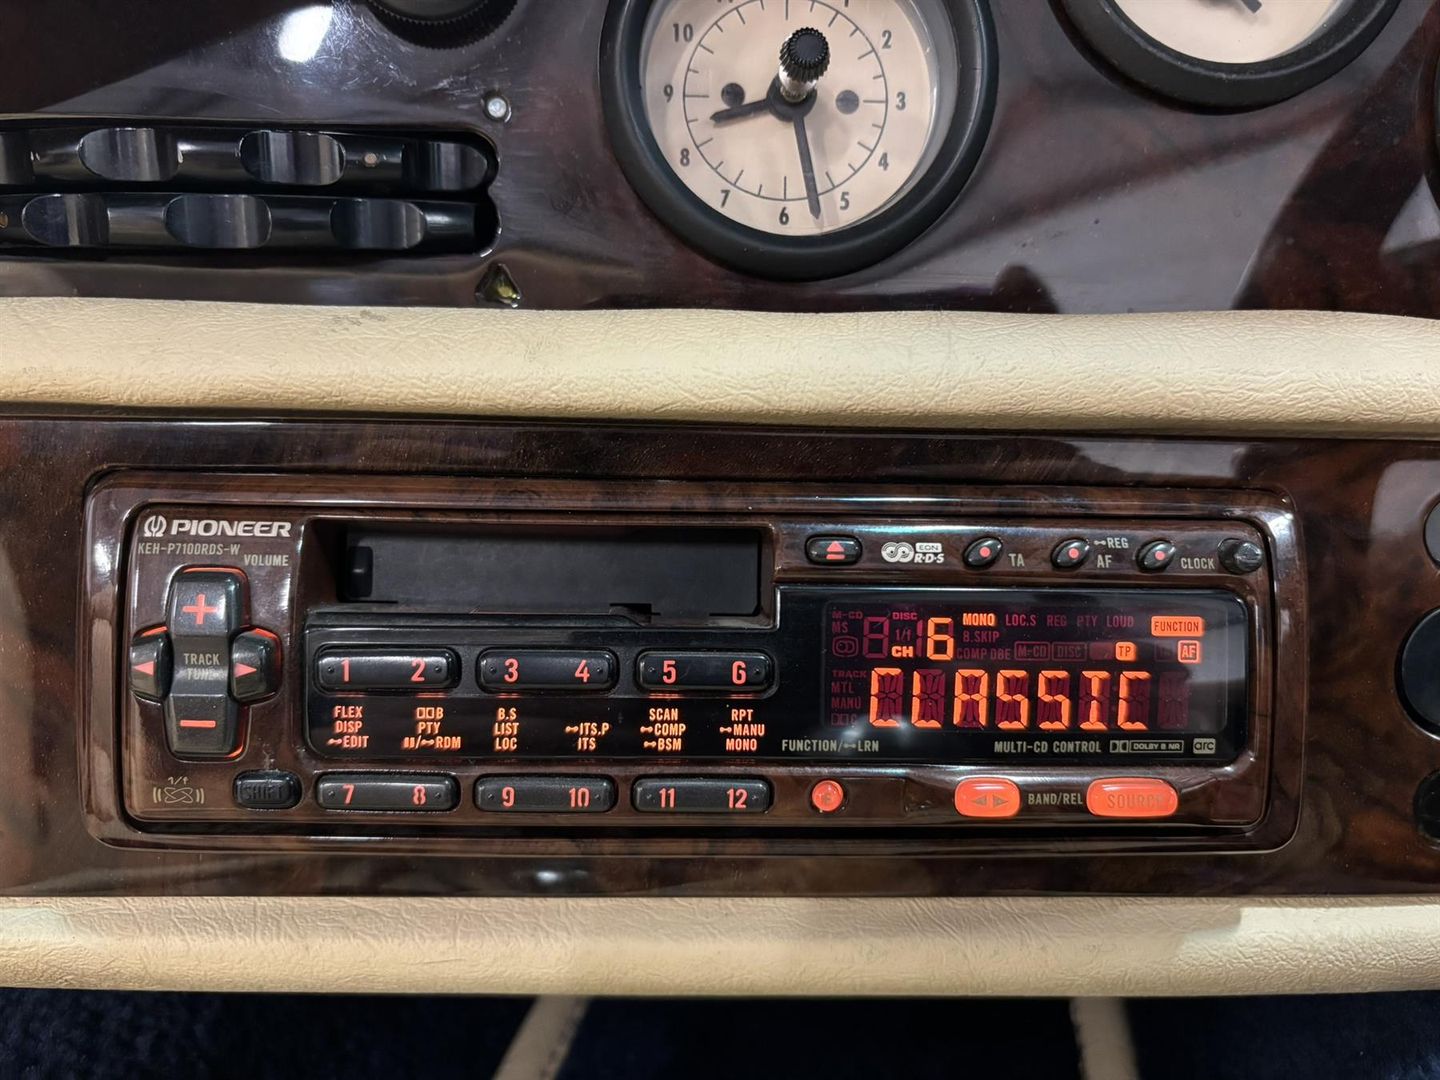 10
2
9
3
8
4
7
6
5
PIONEER
KEH-P7100RDS-W
VOLUME
EON
R·D·S
TA
REG
AF
CLOCK
+
TRACK
TUNE
−
1 2 3 4 5 6
FLEX
DISP
EDIT
B
PTY
RDM
B.S
LIST
LOC
ITS.P
ITS
SCAN
COMP
BSM
RPT
MANU
MONO
1/f
SHIFT
7 8 9 10 11 12
M-CD
MS
DISC
1/f
CH
6
MONO LOC.S REG PTY LOUD
FUNCTION
B.SKIP
COMP DBE M-CD DISC
TP
AF
TRACK
MTL
MANU
CLASSIC
FUNCTION/LRN
MULTI-CD CONTROL
DOLBY B NR
arc
F
BAND/REL
SOURCE